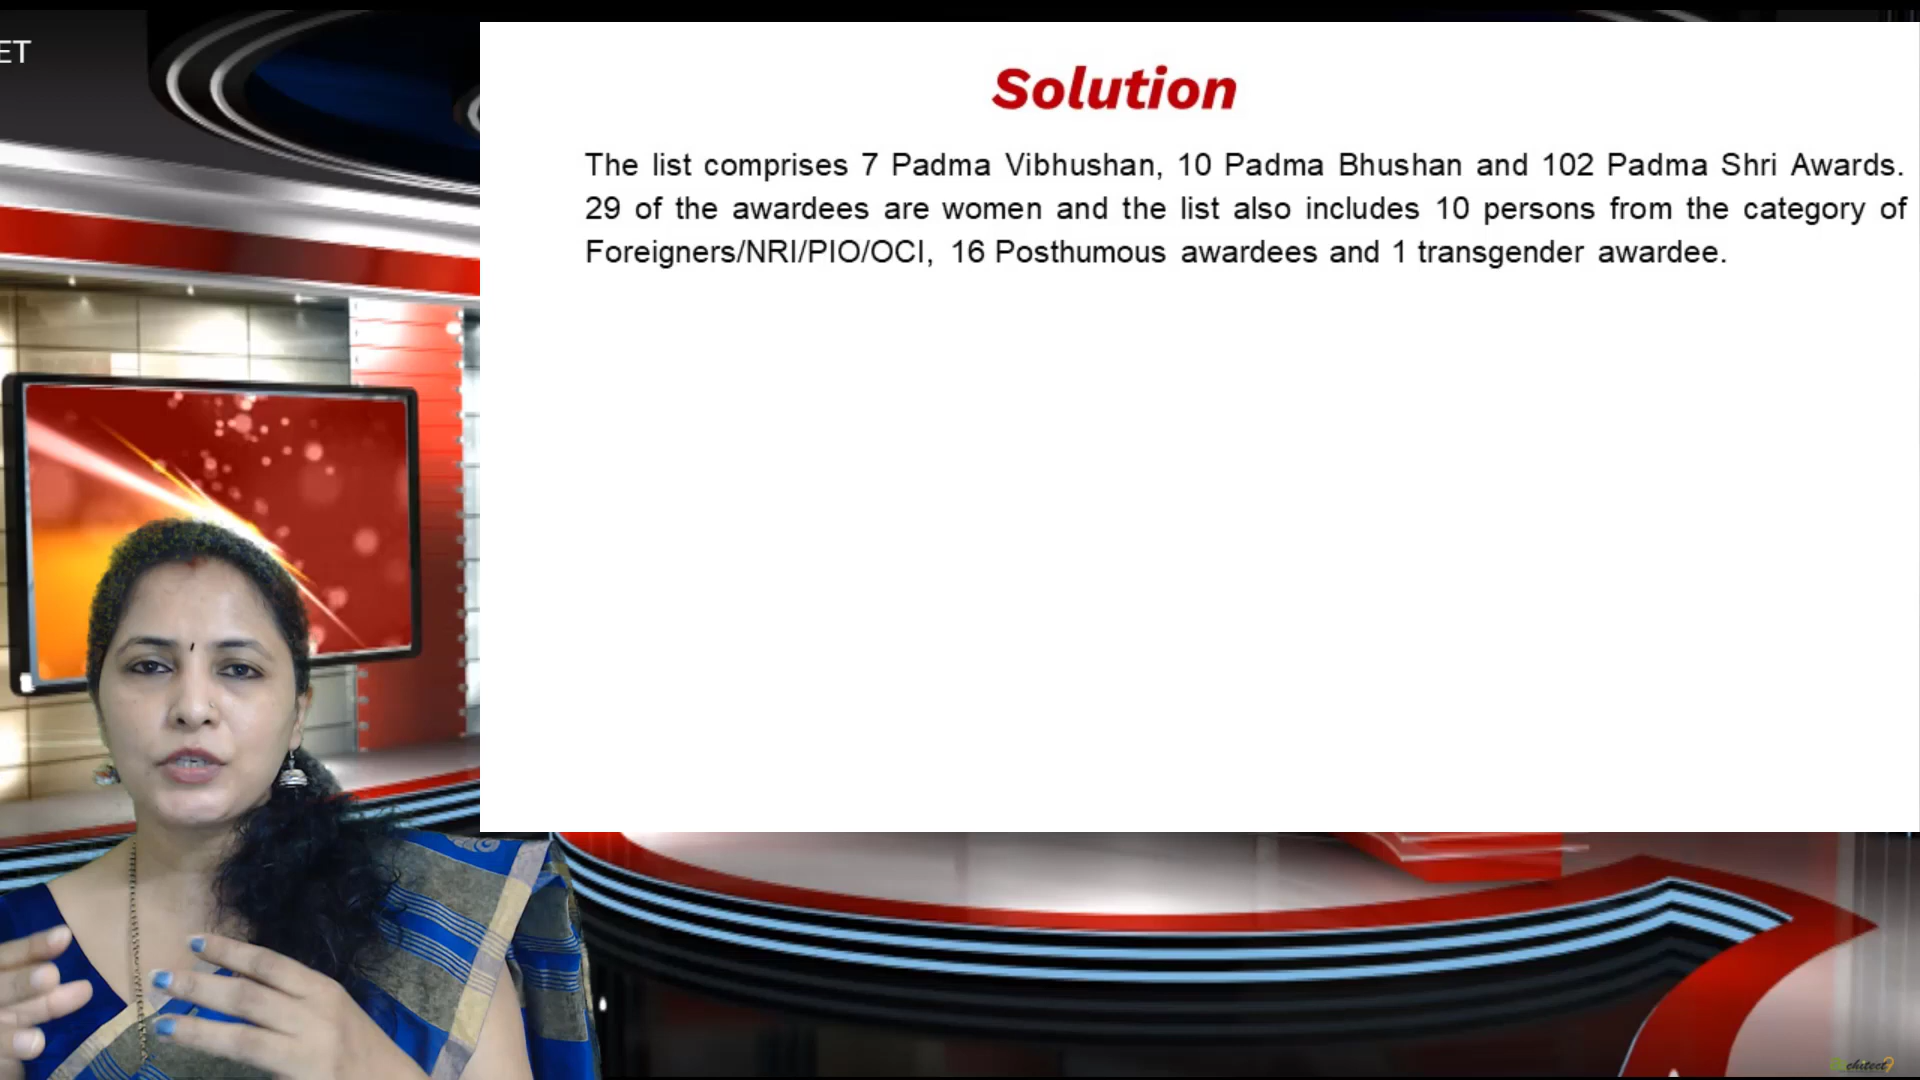 ET
Solution
The list comprises 7 Padma Vibhushan, 10 Padma Bhushan and 102 Padma Shri Awards.
29 of the awardees are women and the list also includes 10 persons from the category of
Foreigners/NRI/PIO/OCI, 16 Posthumous awardees and 1 transgender awardee.